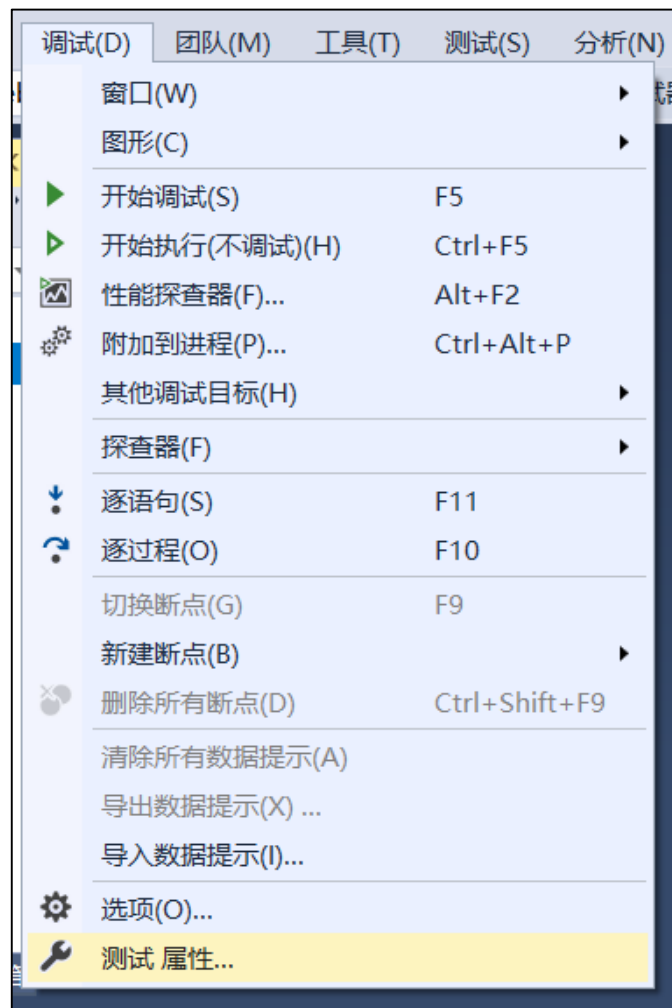 调试(D) 团队(M) 工具(T) 测试(S) 分析(N)
窗口(W)
图形(C)
开始调试(S) F5
开始执行(不调试)(H) Ctrl+F5
性能探查器(F)... Alt+F2
附加到进程(P)... Ctrl+Alt+P
其他调试目标(H)
探查器(F)
逐语句(S) F11
逐过程(O) F10
切换断点(G) F9
新建断点(B)
删除所有断点(D) Ctrl+Shift+F9
清除所有数据提示(A)
导出数据提示(X) ...
导入数据提示(I)...
选项(O)...
测试 属性...